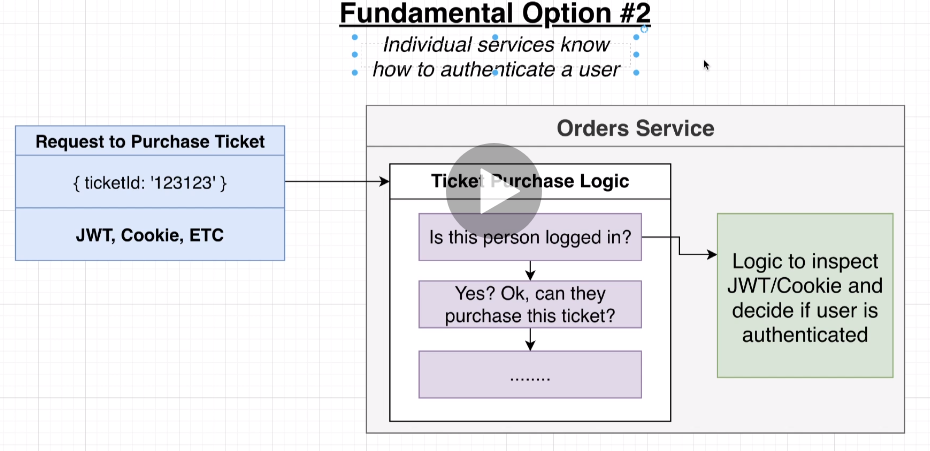 Fundamental Option #2
Individual services know
how to authenticate a user
Orders Service
Request to Purchase Ticket
{ ticketId: '123123' }
JWT, Cookie, ETC
Ticket Purchase Logic
Is this person logged in?
Yes? Ok, can they
purchase this ticket?
........
Logic to inspect
JWT/Cookie and
decide if user is
authenticated